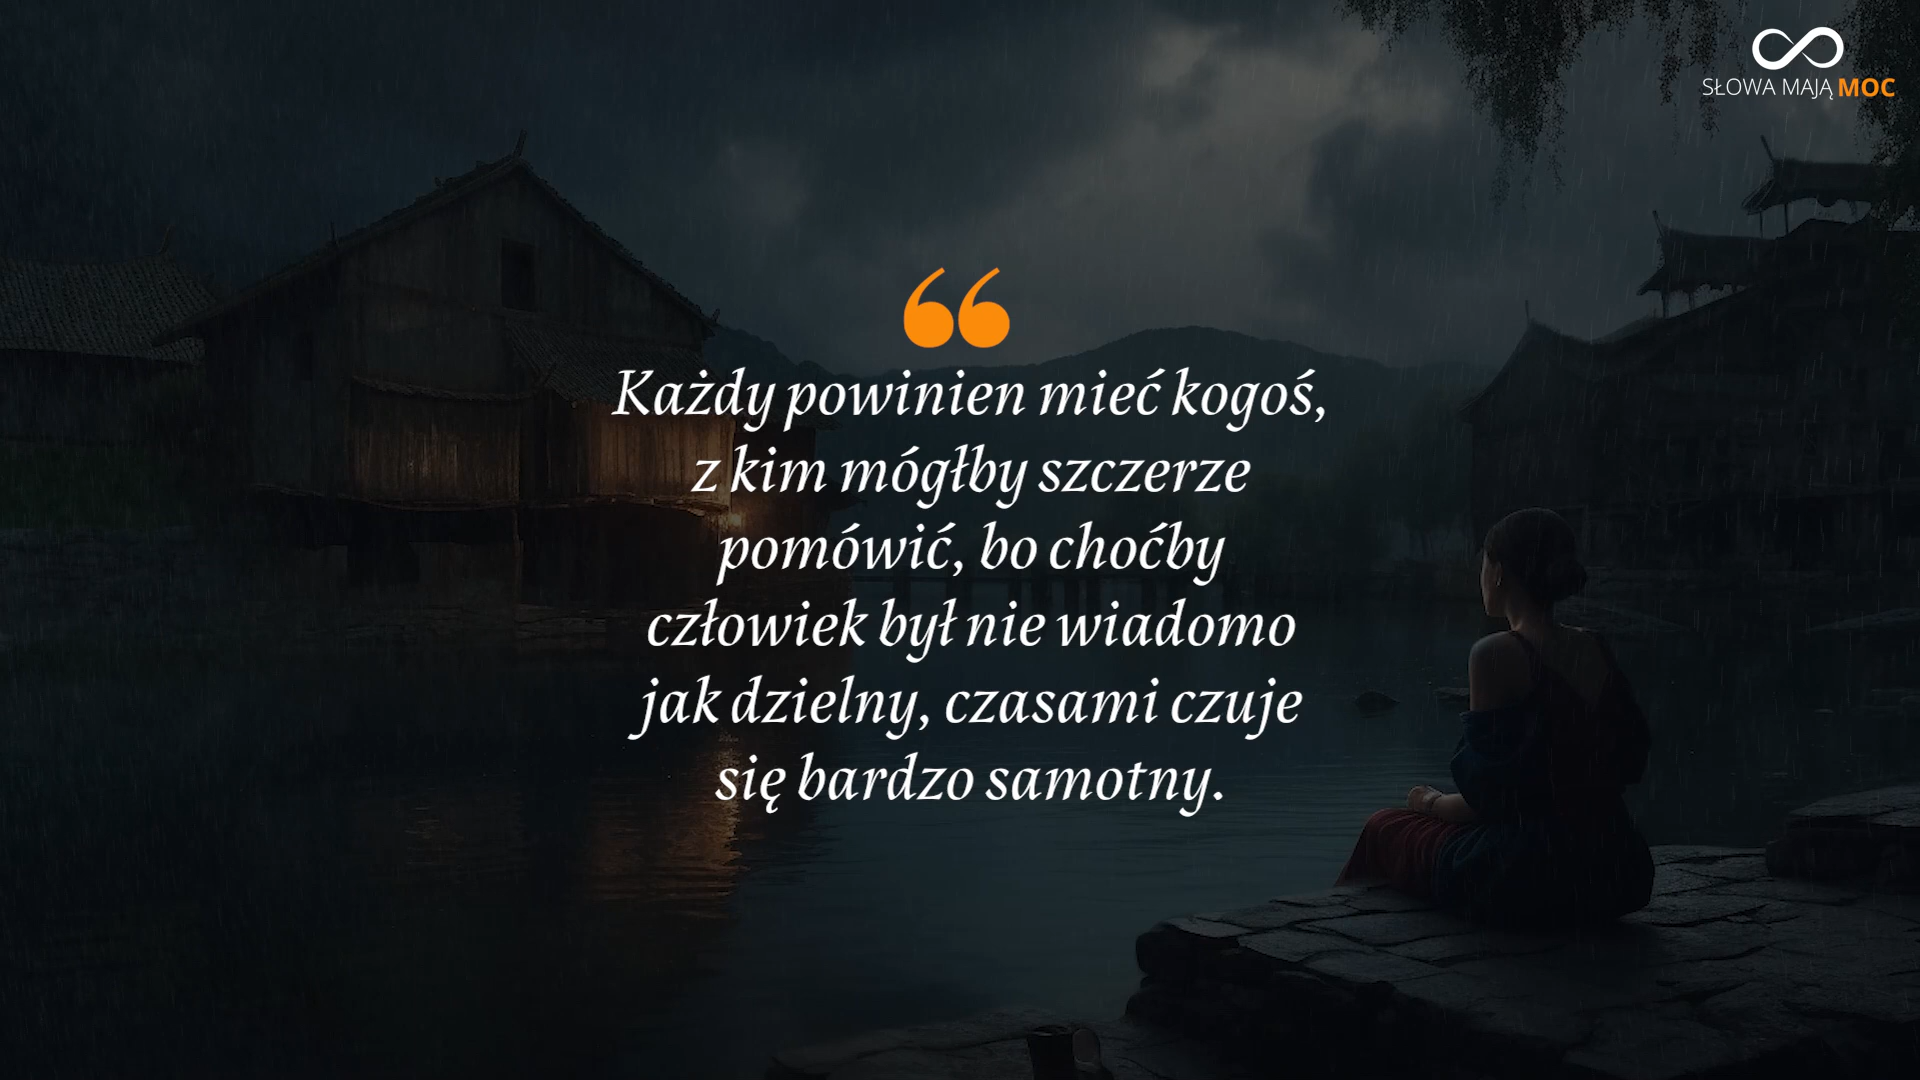 SŁOWA MAJĄ MOC
Każdy powinien mieć kogoś,
z kim mógłby szczerze
pomówić, bo choćby
człowiek był nie wiadomo
jak dzielny, czasami czuje
się bardzo samotny.